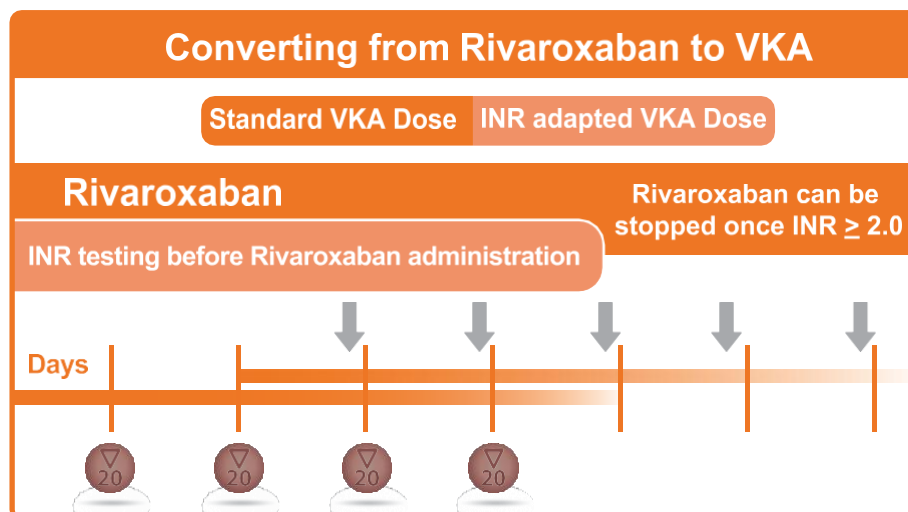 Converting from Rivaroxaban to VKA
Standard VKA Dose
INR adapted VKA Dose
Rivaroxaban
Rivaroxaban can be
stopped once INR ≥ 2.0
INR testing before Rivaroxaban administration
Days
20
20
20
20